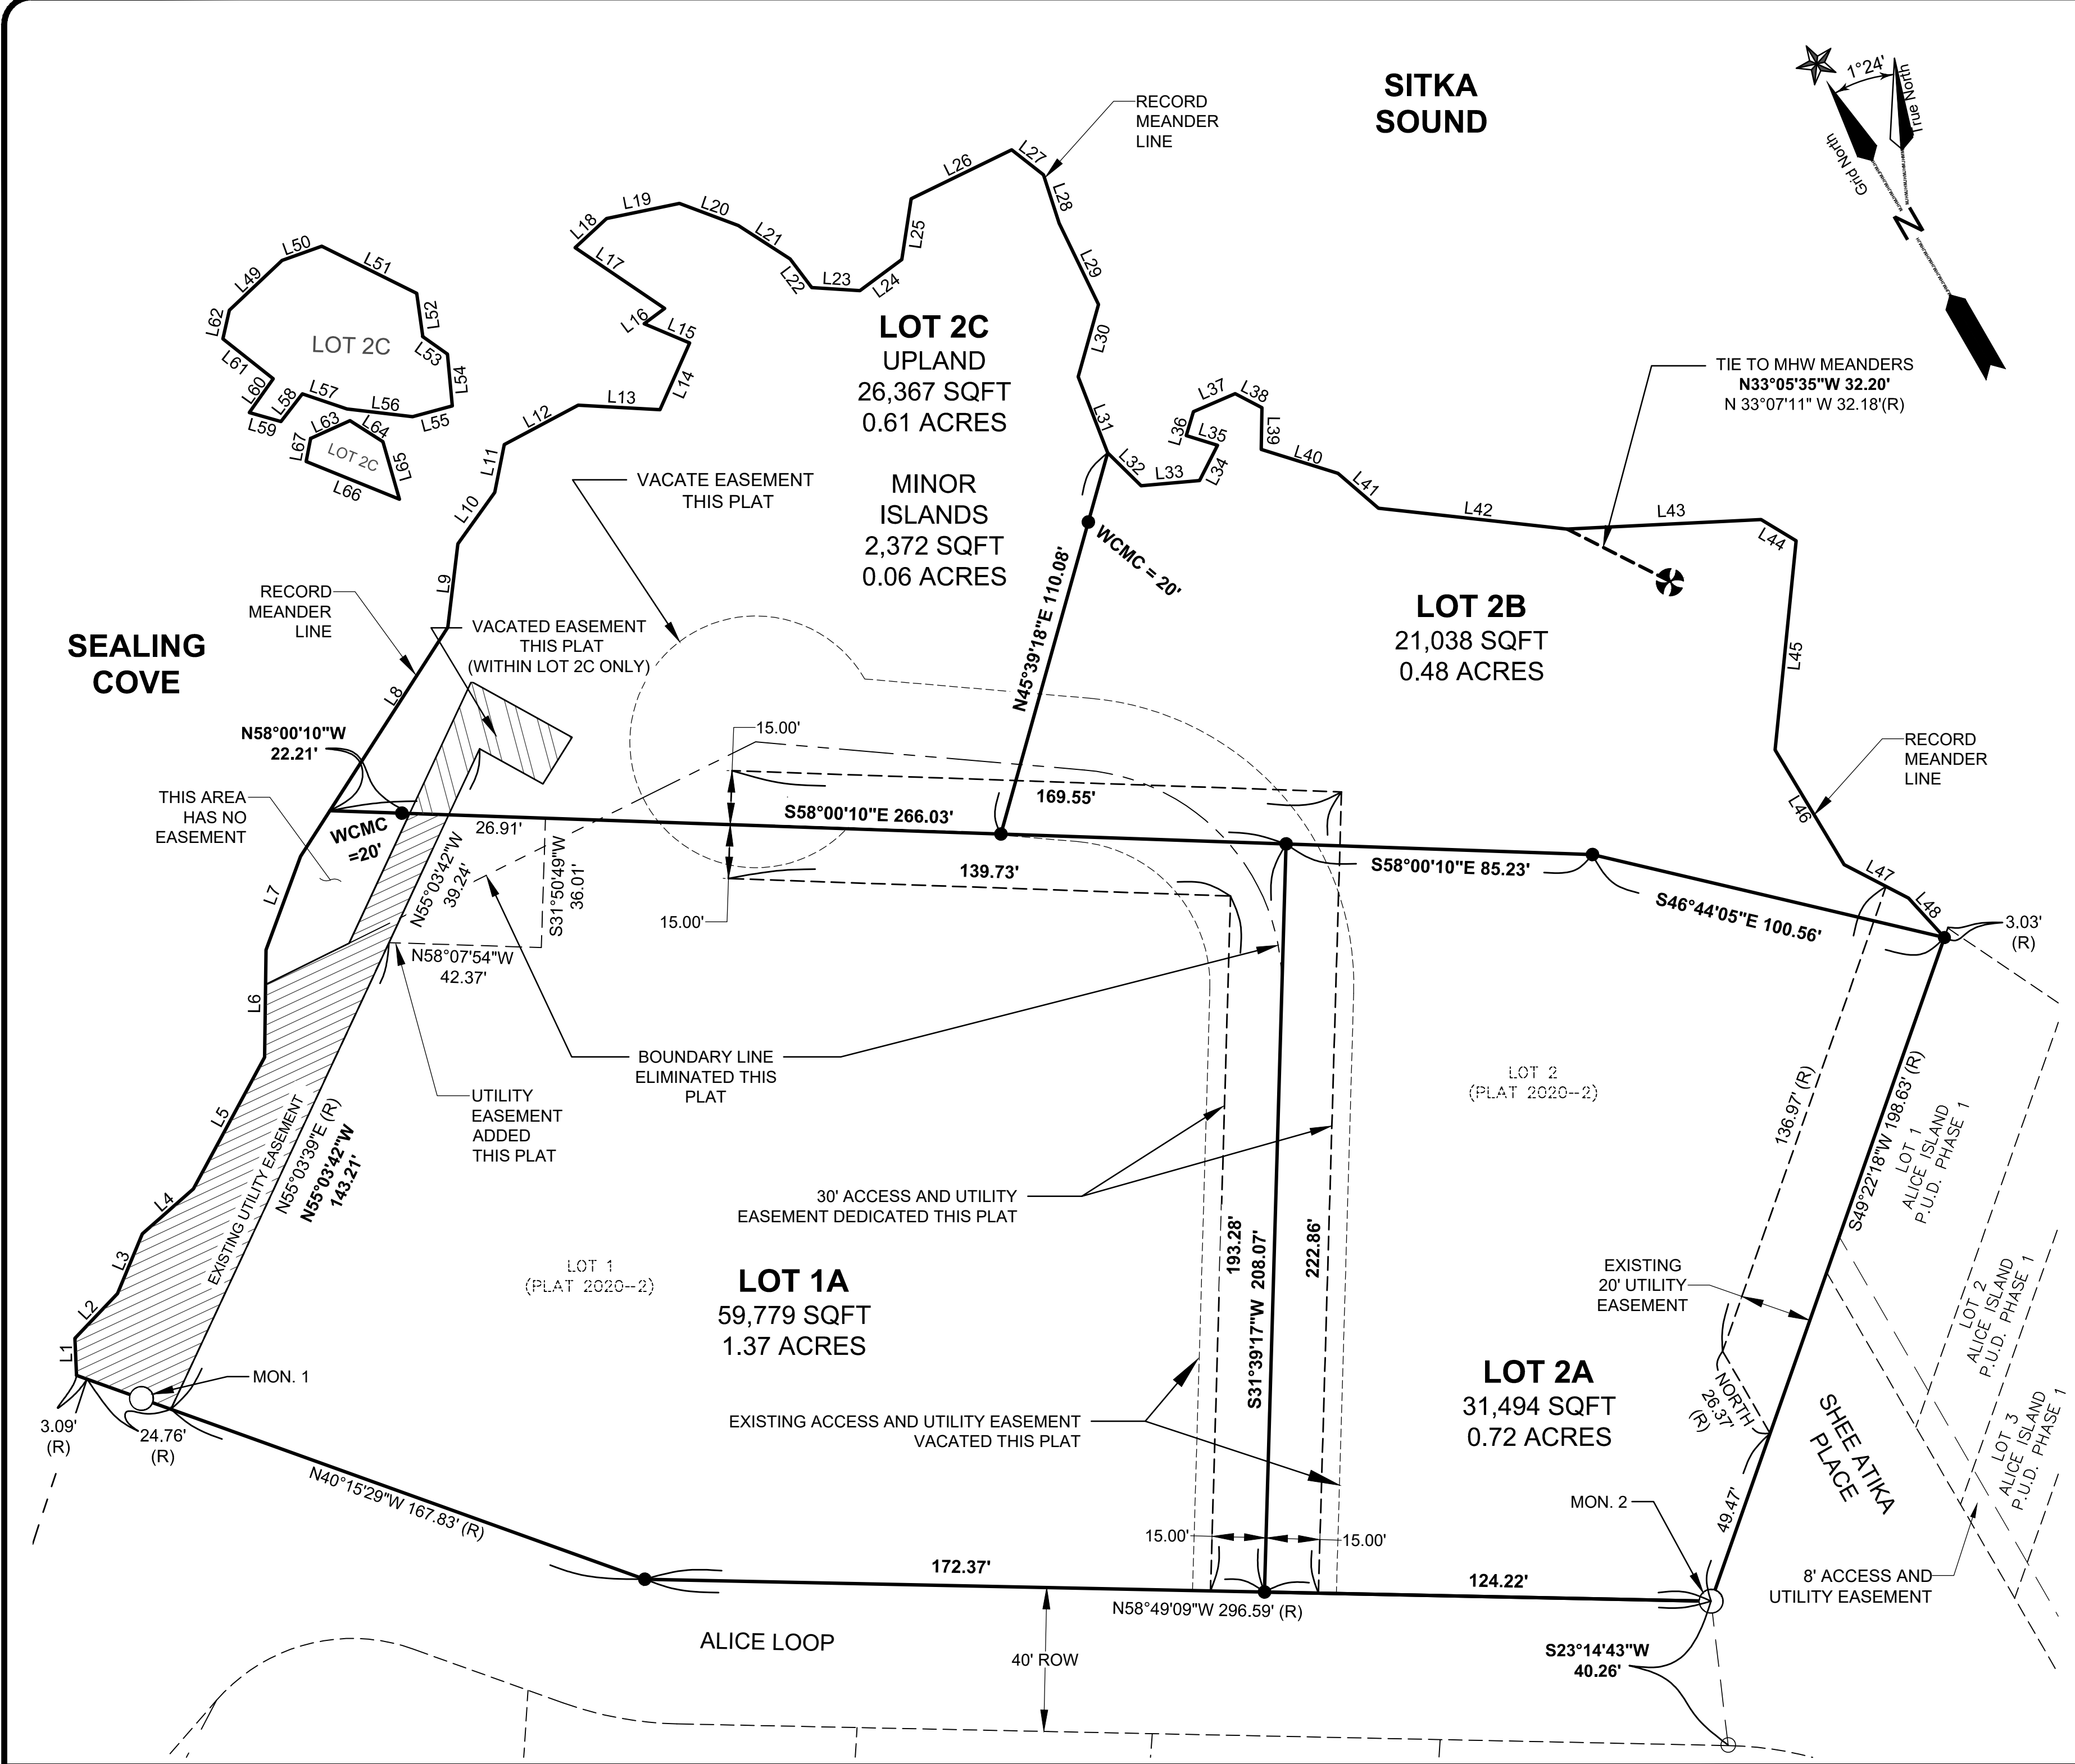 SITKA
SOUND
1°24'
True North
Grid North
N
RECORD
MEANDER
LINE
L26
L27
L28
L19
L20
L18
L21
L25
L17
L22
L23
L24
L29
L50
L51
L49
L52
L62
LOT 2C
L53
L61
L54
L60
L58
L57
L56
L55
L59
L63
L64
L67
LOT 2C
L65
L66
L16
L15
L14
L13
L12
L11
L10
L9
L30
L31
LOT 2C
UPLAND
26,367 SQFT
0.61 ACRES
MINOR
ISLANDS
2,372 SQFT
0.06 ACRES
L37
L38
L36
L35
L39
L32
L33
L34
L40
L41
L42
L43
L44
L45
L46
L47
L48
TIE TO MHW MEANDERS
N33°05'35"W 32.20'
N 33°07'11" W 32.18'(R)
VACATE EASEMENT
THIS PLAT
WCMC = 20'
N45°39'18"E 110.08'
LOT 2B
21,038 SQFT
0.48 ACRES
RECORD
MEANDER
LINE
VACATED EASEMENT
THIS PLAT
(WITHIN LOT 2C ONLY)
SEALING
COVE
L8
N58°00'10"W
22.21'
THIS AREA
HAS NO
EASEMENT
WCMC
=20'
26.91'
15.00'
169.55'
S58°00'10"E 266.03'
139.73'
15.00'
S58°00'10"E 85.23'
S46°44'05"E 100.56'
RECORD
MEANDER
LINE
3.03'
(R)
N55°03'42"W
39.24'
S31°50'49"W
36.01'
N58°07'54"W
42.37'
L7
L6
L5
L4
L3
L2
L1
BOUNDARY LINE
ELIMINATED THIS
PLAT
UTILITY
EASEMENT
ADDED
THIS PLAT
EXISTING UTILITY EASEMENT
N55°03'39"E (R)
N55°03'42"W
143.21'
LOT 2
(PLAT 2020--2)
136.97' (R)
S49°22'18"W 198.63' (R)
LOT 1
ALICE ISLAND
P.U.D. PHASE 1
30' ACCESS AND UTILITY
EASEMENT DEDICATED THIS PLAT
LOT 1
(PLAT 2020--2)
LOT 1A
59,779 SQFT
1.37 ACRES
193.28'
S31°39'17"W 208.07'
222.86'
EXISTING
20' UTILITY
EASEMENT
LOT 2
ALICE ISLAND
P.U.D. PHASE 1
LOT 2A
31,494 SQFT
0.72 ACRES
NORTH
26.37'
(R)
SHEE ATIKA
PLACE
LOT 3
ALICE ISLAND
P.U.D. PHASE 1
MON. 1
3.09'
(R)
24.76'
(R)
EXISTING ACCESS AND UTILITY EASEMENT
VACATED THIS PLAT
N40°15'29"W 167.83' (R)
MON. 2
49.47'
15.00'
15.00'
172.37'
124.22'
N58°49'09"W 296.59' (R)
8' ACCESS AND
UTILITY EASEMENT
ALICE LOOP
40' ROW
S23°14'43"W
40.26'